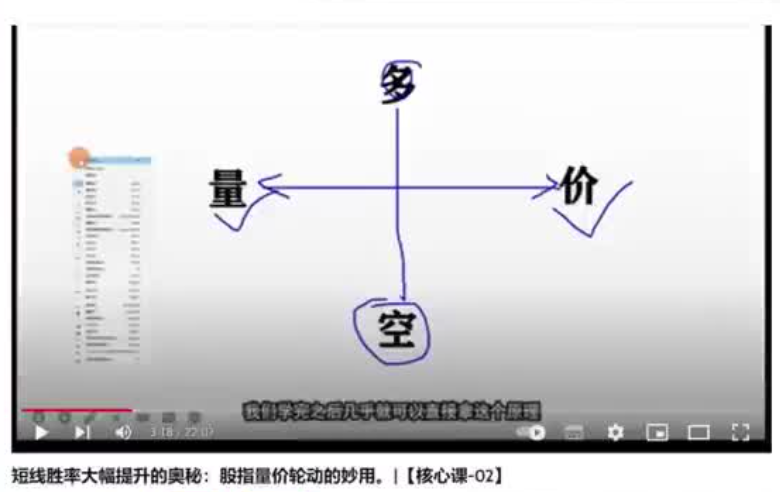 多
量 价
空
我们学完之后几乎就可以直接拿这个原理
3:18 / 22:07
短线胜率大幅提升的奥秘：股指量价轮动的妙用。|【核心课-02】